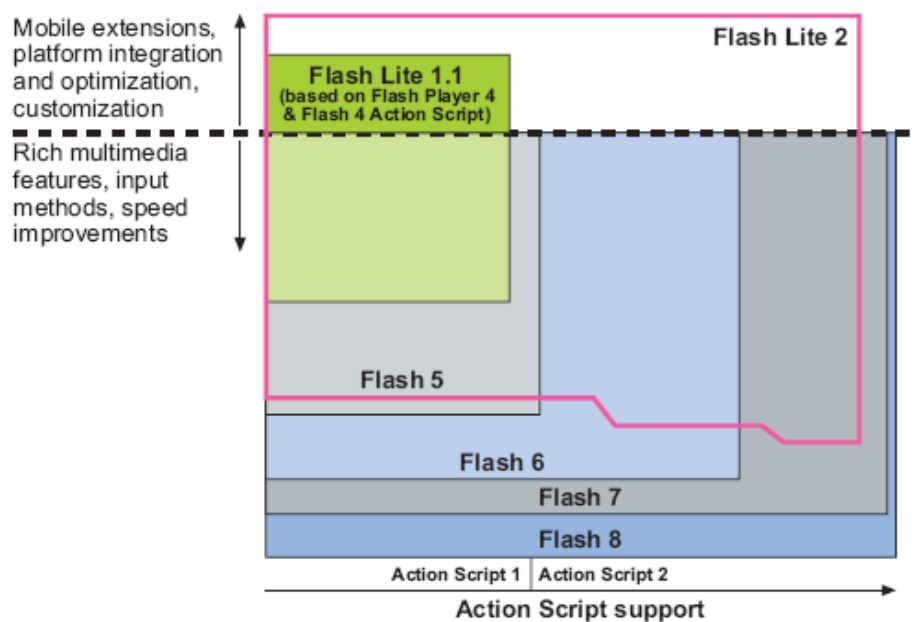 Mobile extensions,
platform integration
and optimization,
customization
Flash Lite 2
Flash Lite 1.1
(based on Flash Player 4
& Flash 4 Action Script)
Rich multimedia
features, input
methods, speed
improvements
Flash 5
Flash 6
Flash 7
Flash 8
Action Script 1
Action Script 2
Action Script support